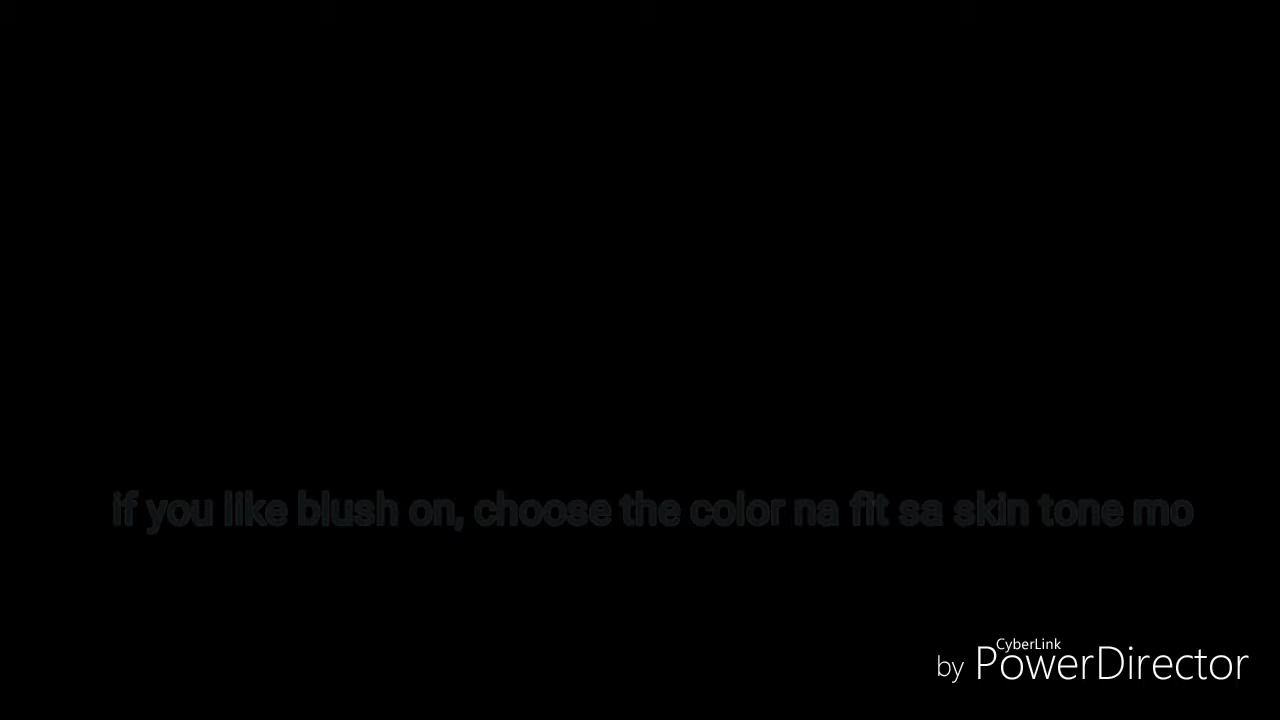 if you like blush on, choose the color na fit sa skin tone mo
CyberLink
by PowerDirector